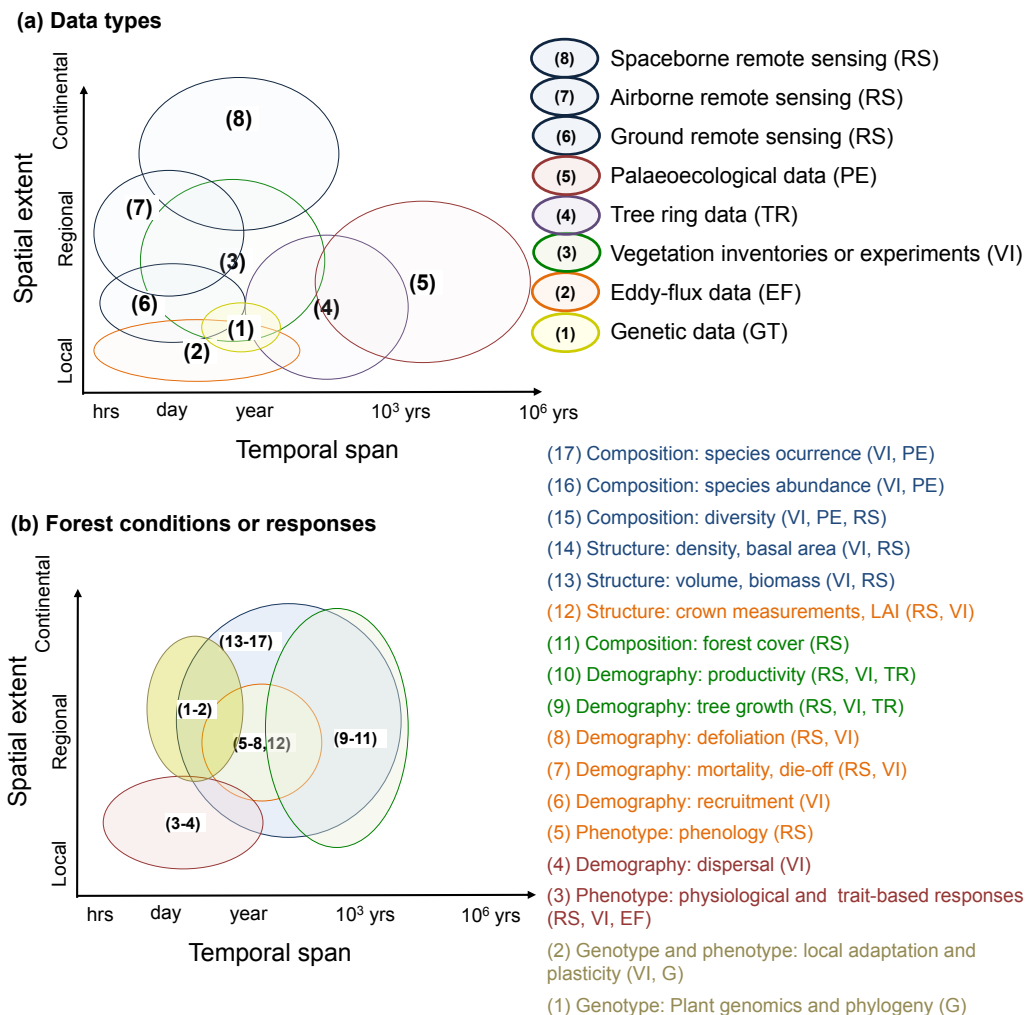 (a) Data types
Spatial extent
Continental
Regional
Local
(8)
(7)
(3)
(6)
(5)
(4)
(1)
(2)
hrs
day
year
10³ yrs
10⁶ yrs
Temporal span
(8) Spaceborne remote sensing (RS)
(7) Airborne remote sensing (RS)
(6) Ground remote sensing (RS)
(5) Palaeoecological data (PE)
(4) Tree ring data (TR)
(3) Vegetation inventories or experiments (VI)
(2) Eddy-flux data (EF)
(1) Genetic data (GT)
(b) Forest conditions or responses
Spatial extent
Continental
Regional
Local
(13-17)
(1-2)
(5-8,12)
(9-11)
(3-4)
hrs
day
year
10³ yrs
10⁶ yrs
Temporal span
(17) Composition: species ocurrence (VI, PE)
(16) Composition: species abundance (VI, PE)
(15) Composition: diversity (VI, PE, RS)
(14) Structure: density, basal area (VI, RS)
(13) Structure: volume, biomass (VI, RS)
(12) Structure: crown measurements, LAI (RS, VI)
(11) Composition: forest cover (RS)
(10) Demography: productivity (RS, VI, TR)
(9) Demography: tree growth (RS, VI, TR)
(8) Demography: defoliation (RS, VI)
(7) Demography: mortality, die-off (RS, VI)
(6) Demography: recruitment (VI)
(5) Phenotype: phenology (RS)
(4) Demography: dispersal (VI)
(3) Phenotype: physiological and trait-based responses
(RS, VI, EF)
(2) Genotype and phenotype: local adaptation and
plasticity (VI, G)
(1) Genotype: Plant genomics and phylogeny (G)